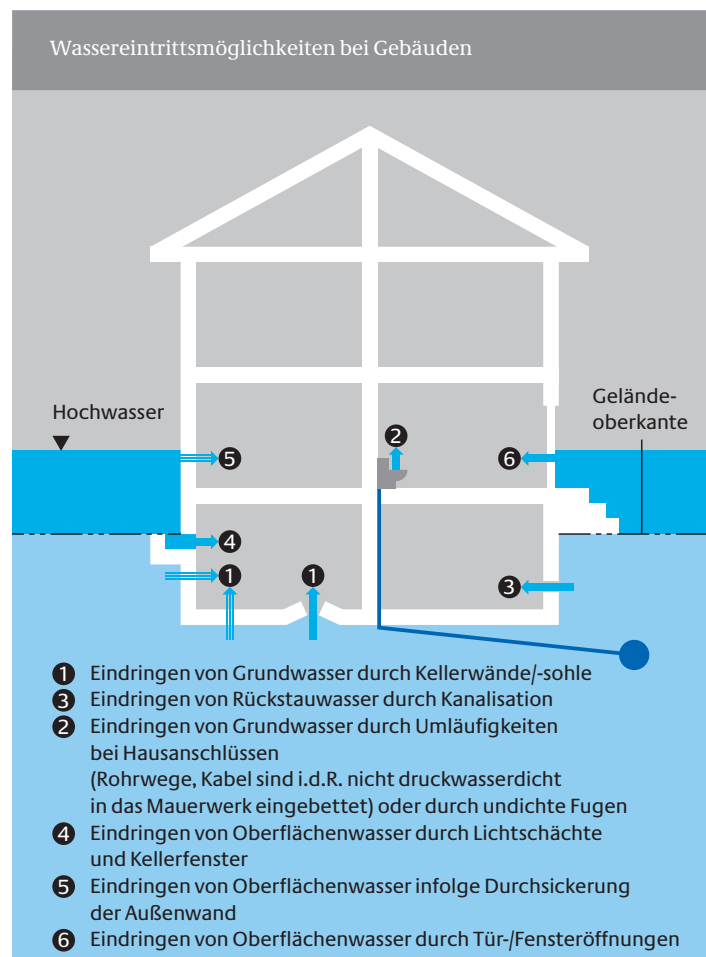 Wassereintrittsmöglichkeiten bei Gebäuden
Hochwasser
Gelände-
oberkante
2
5
6
4
1
1
3
1 Eindringen von Grundwasser durch Kellerwände/-sohle
3 Eindringen von Rückstauwasser durch Kanalisation
2 Eindringen von Grundwasser durch Umläufigkeiten
bei Hausanschlüssen
(Rohrwege, Kabel sind i.d.R. nicht druckwasserdicht
in das Mauerwerk eingebettet) oder durch undichte Fugen
4 Eindringen von Oberflächenwasser durch Lichtschächte
und Kellerfenster
5 Eindringen von Oberflächenwasser infolge Durchsickerung
der Außenwand
6 Eindringen von Oberflächenwasser durch Tür-/Fensteröffnungen